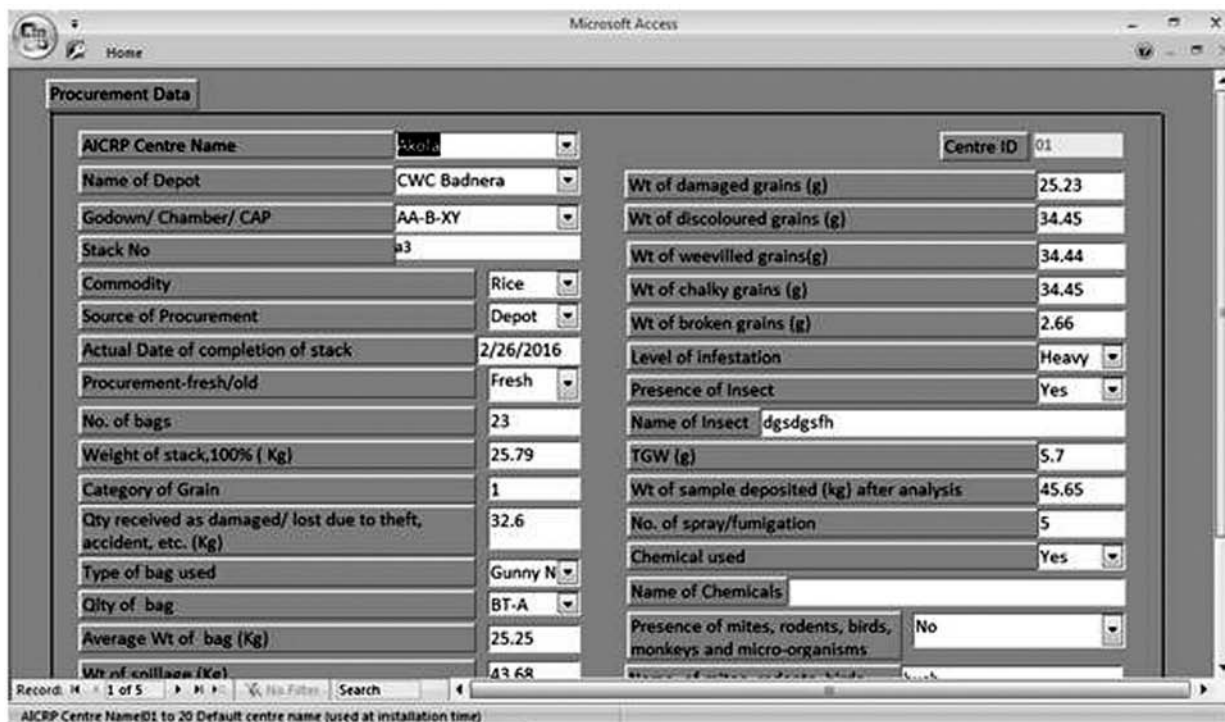 Microsoft Access
Home
Procurement Data
AICRP Centre Name Akola
Centre ID 01
Name of Depot CWC Badnera
Godown/ Chamber/ CAP AA-B-XY
Stack No a3
Commodity Rice
Source of Procurement Depot
Actual Date of completion of stack 2/26/2016
Procurement-fresh/old Fresh
No. of bags 23
Weight of stack,100% ( Kg) 25.79
Category of Grain 1
Qty received as damaged/ lost due to theft, 32.6
accident, etc. (Kg)
Type of bag used Gunny N
Qlty of bag BT-A
Average Wt of bag (Kg) 25.25
Wt of spillage (Kg) 43.68
Wt of damaged grains (g) 25.23
Wt of discoloured grains (g) 34.45
Wt of weevilled grains(g) 34.44
Wt of chalky grains (g) 34.45
Wt of broken grains (g) 2.66
Level of infestation Heavy
Presence of Insect Yes
Name of Insect dgsdgsfh
TGW (g) 5.7
Wt of sample deposited (kg) after analysis 45.65
No. of spray/fumigation 5
Chemical used Yes
Name of Chemicals
Presence of mites, rodents, birds, No
monkeys and micro-organisms
Name of mites, rodents, birds,
Record: 1 of 5 No Filter Search
AICRP Centre Name01 to 20 Default centre name (used at installation time)